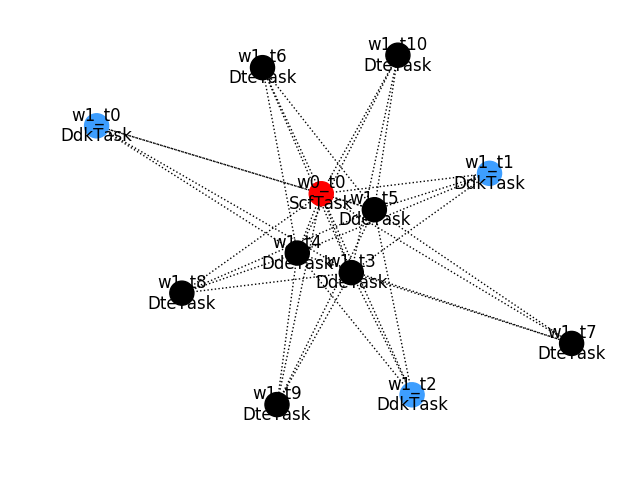 w1_t6
DteTask
w1_t10
DteTask
w1_t0
DdkTask
w1_t1
DdkTask
w0_t0
ScfTask
w1_t5
DdeTask
w1_t4
DdeTask
w1_t3
DdeTask
w1_t8
DteTask
w1_t7
DteTask
w1_t2
DdkTask
w1_t9
DteTask